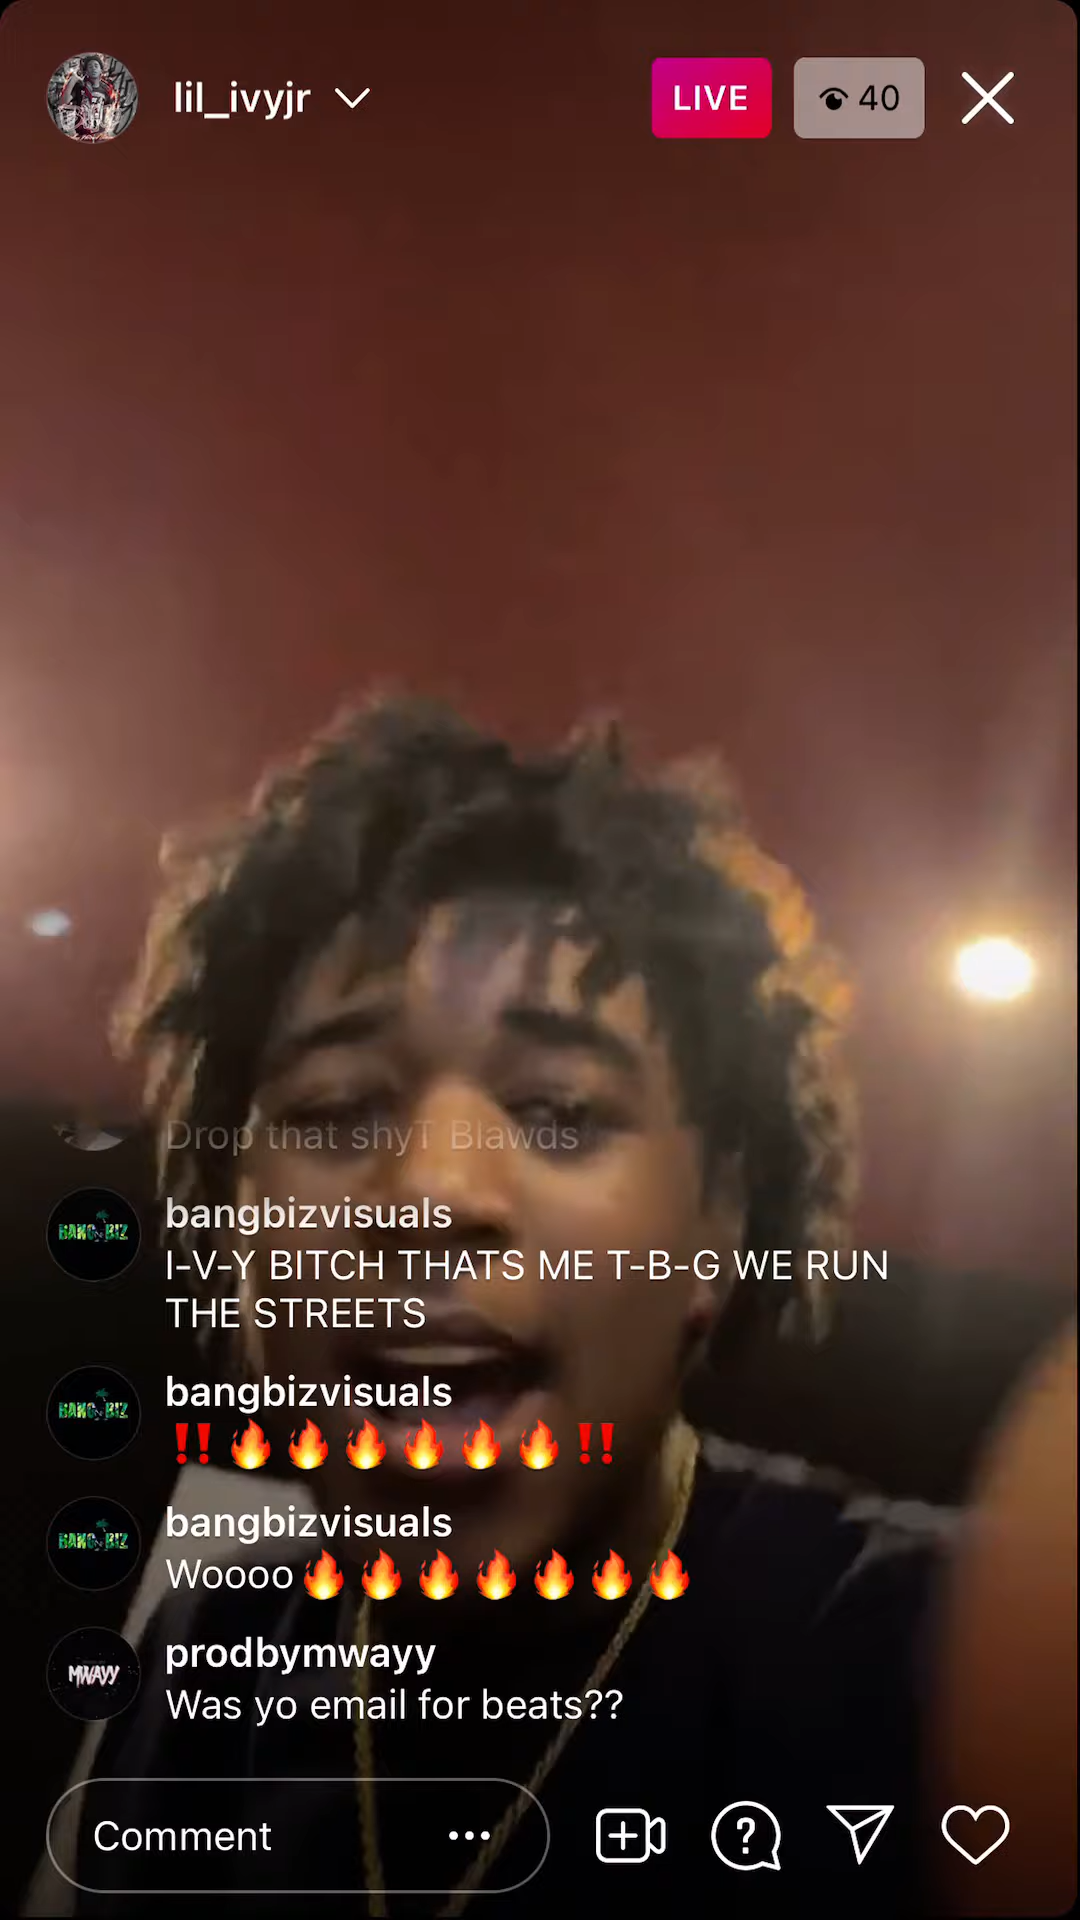 lil_ivyjr
LIVE
40
Drop that shyT Blawds
bangbizvisuals
I-V-Y BITCH THATS ME T-B-G WE RUN
THE STREETS
bangbizvisuals
‼️🔥🔥🔥🔥🔥🔥‼️
bangbizvisuals
Woooo🔥🔥🔥🔥🔥🔥🔥
prodbymwayy
MWAYY
Was yo email for beats??
Comment